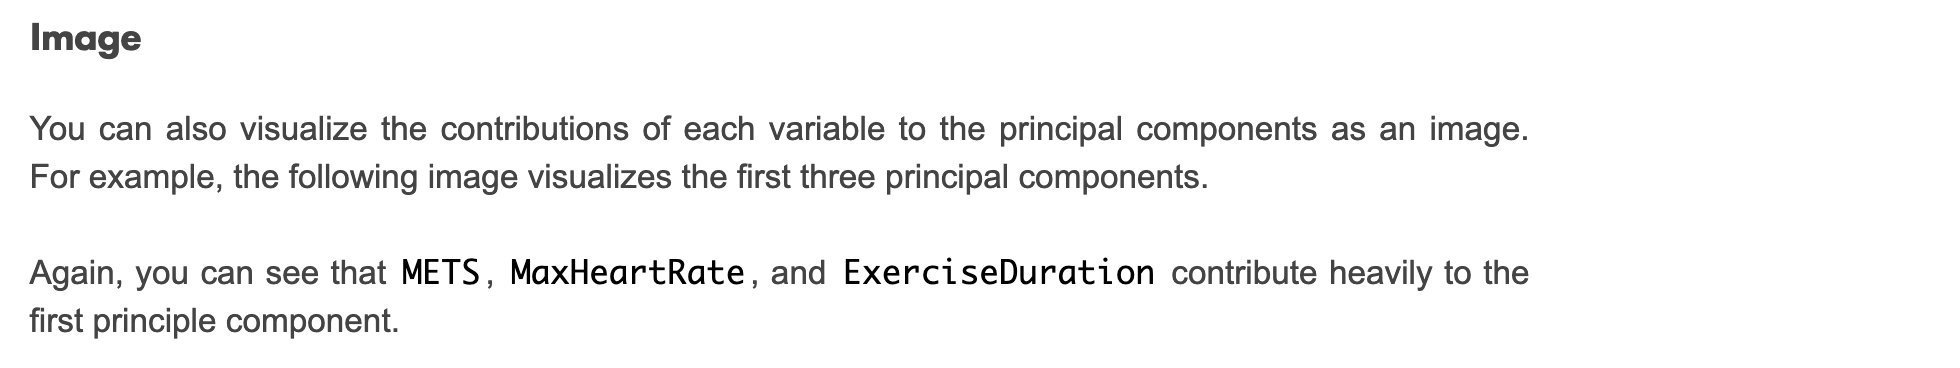 Image
You can also visualize the contributions of each variable to the principal components as an image.
For example, the following image visualizes the first three principal components.
Again, you can see that METS, MaxHeartRate, and ExerciseDuration contribute heavily to the
first principle component.